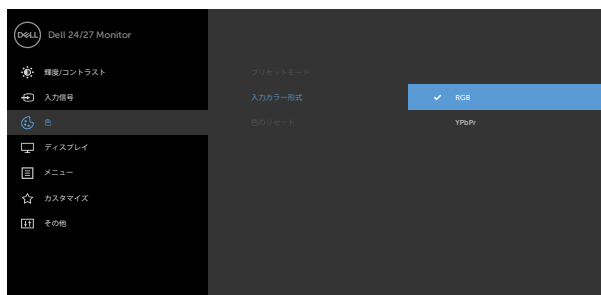 DELL
Dell 24/27 Monitor
輝度/コントラスト
入力信号
色
ディスプレイ
メニュー
カスタマイズ
その他
プリセットモード
入力カラー形式
色のリセット
RGB
YPbPr